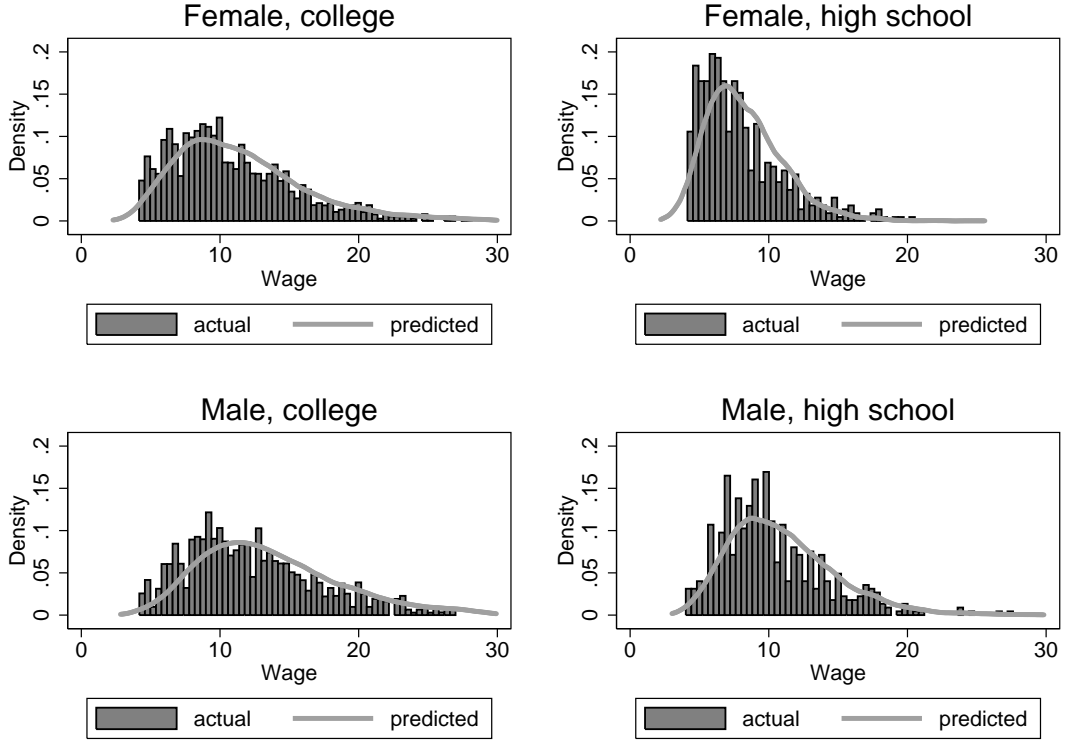 Female, college
Density
0 .05 .1 .15 .2
0 10 20 30
Wage
actual predicted
Female, high school
Density
0 .05 .1 .15 .2
0 10 20 30
Wage
actual predicted
Male, college
Density
0 .05 .1 .15 .2
0 10 20 30
Wage
actual predicted
Male, high school
Density
0 .05 .1 .15 .2
0 10 20 30
Wage
actual predicted